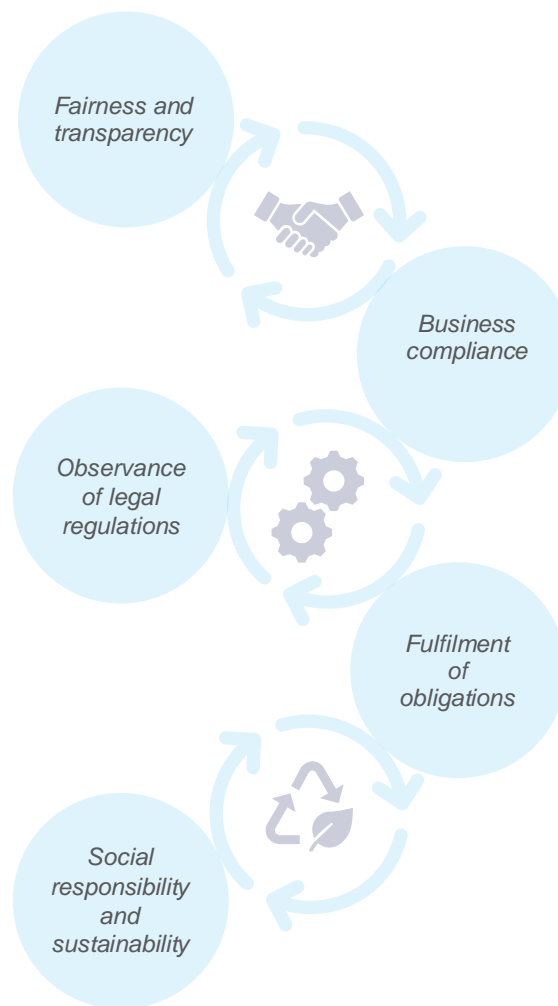 Fairness and
transparency
Business
compliance
Observance
of legal
regulations
Fulfilment
of
obligations
Social
responsibility
and
sustainability